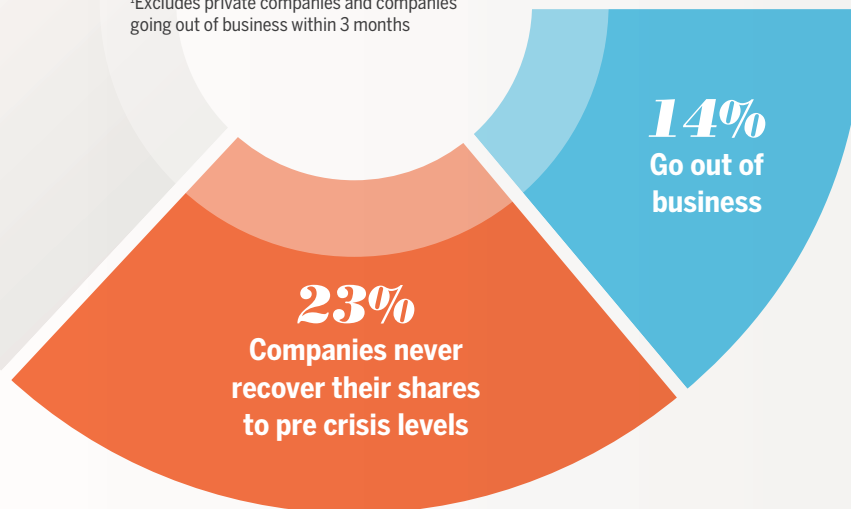 ¹Excludes private companies and companies
going out of business within 3 months
14%
Go out of
business
23%
Companies never
recover their shares
to pre crisis levels